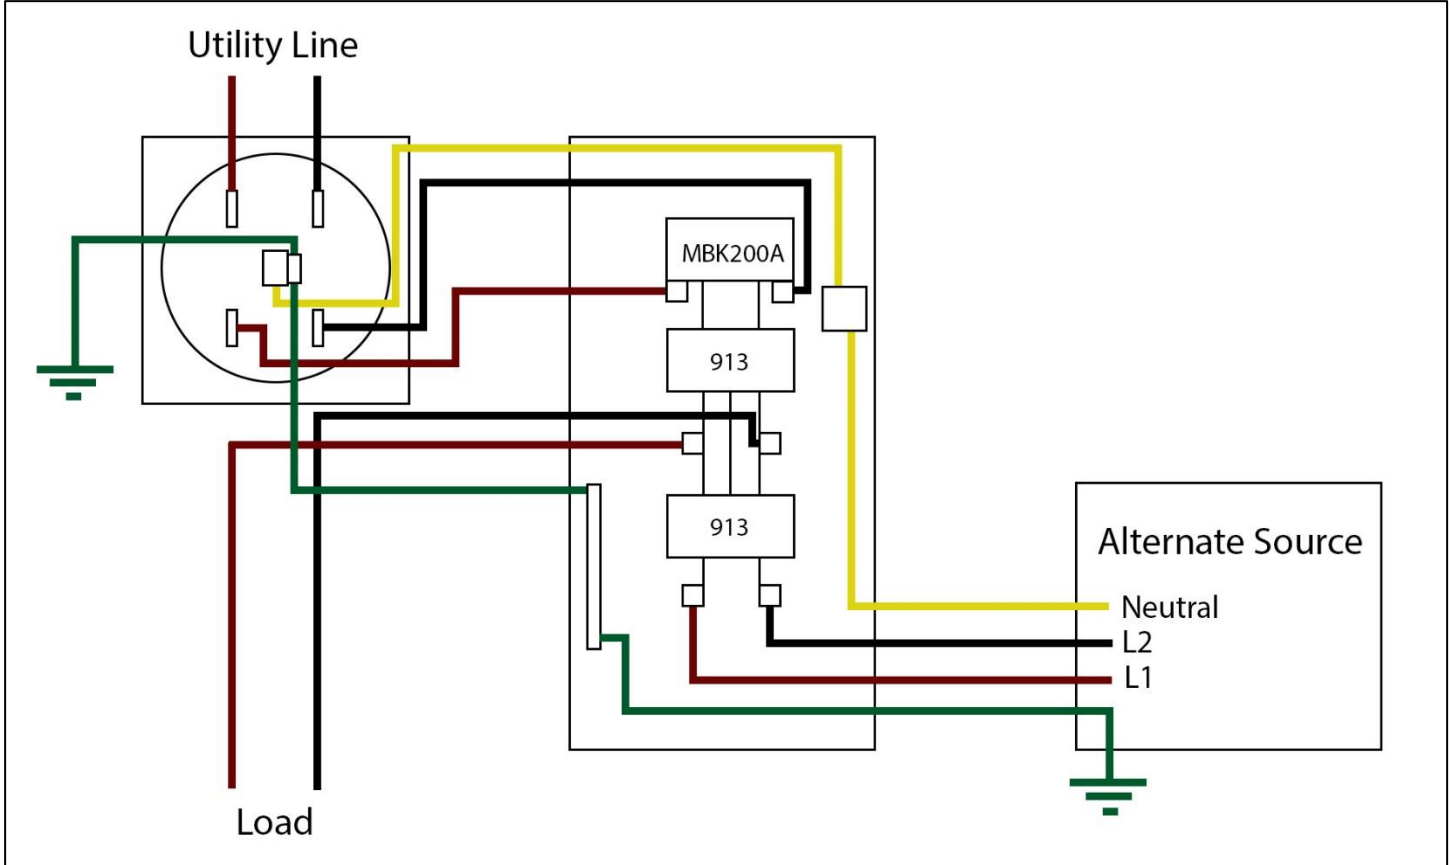 Utility Line
MBK200A
913
913
Alternate Source
Neutral
L2
L1
Load